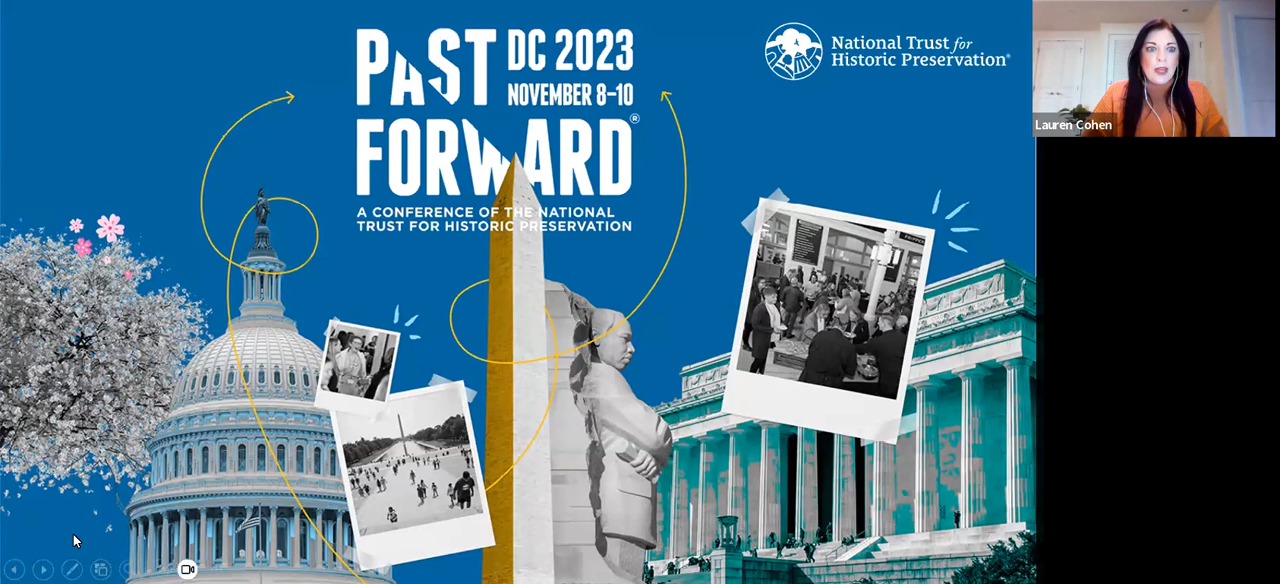 PAST
DC 2023
NOVEMBER 8–10
FORWARD®
A CONFERENCE OF THE NATIONAL
TRUST FOR HISTORIC PRESERVATION
National Trust for
Historic Preservation®
Lauren Cohen